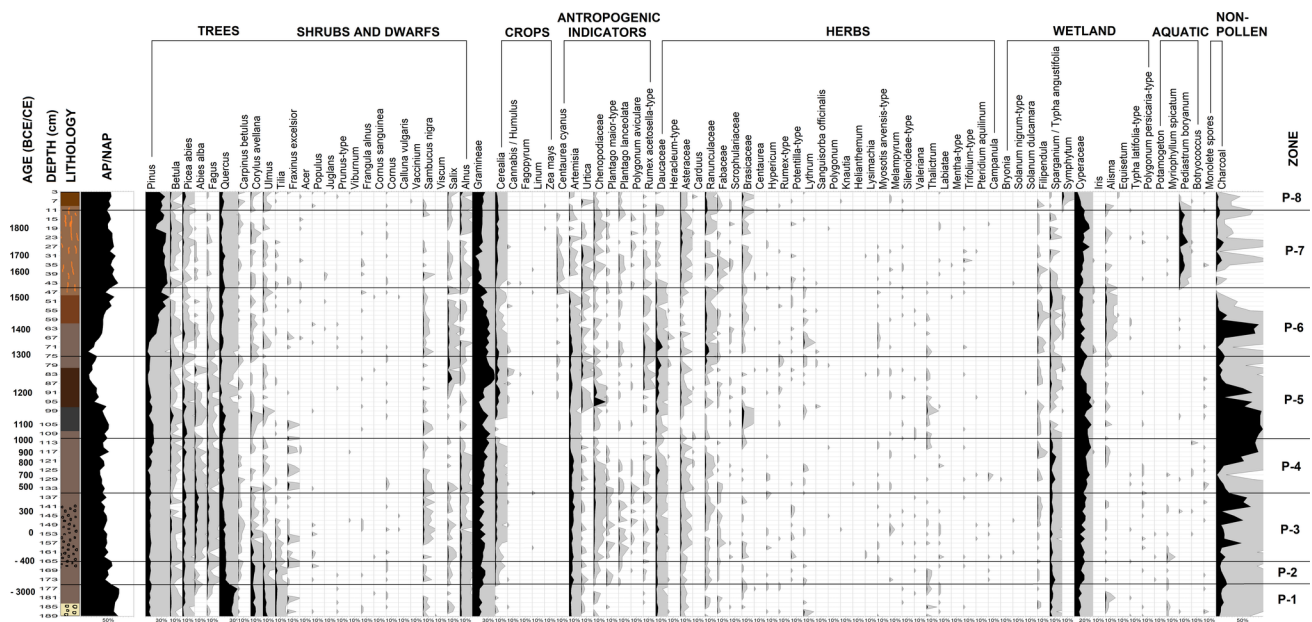 TREES
SHRUBS AND DWARFS
CROPS
ANTROPOGENIC
INDICATORS
HERBS
WETLAND
AQUATIC
NON-
POLLEN
AGE (BCE/CE)
DEPTH (cm)
LITHOLOGY
AP/NAP
Pinus
Betula
Picea abies
Abies alba
Fagus
Quercus
Carpinus betulus
Corylus avellana
Ulmus
Tilia
Fraxinus excelsior
Acer
Populus
Juglans
Prunus-type
Viburnum
Frangula alnus
Cornus sanguinea
Cornus
Calluna vulgaris
Vaccinum
Sambucus nigra
Viscum
Salix
Alnus
Gramineae
Cerealia
Cannabis / Humulus
Fagopyrum
Linum
Zea mays
Centaurea cyanus
Artemisia
Urtica
Chenopodiaceae
Plantago maior-type
Plantago lanceolata
Polygonum aviculare
Rumex acetosella-type
Daucaceae
Heracleum-type
Asteraceae
Carduus
Ranunculaceae
Fabaceae
Scrophulariaceae
Brasicaceae
Centaurea
Hypericum
Rumex-type
Potentilla-type
Lythrum
Sanguisorba officinalis
Polygonum
Knautia
Helianthemum
Lysimachia
Myosotis arvensis-type
Melampyrum
Silenoideae-type
Valeriana
Thalictrum
Labiatae
Mentha-type
Trifolium-type
Pteridium aquilinum
Campanula
Bryonia
Solanum nigrum-type
Solanum dulcamara
Filipendula
Sparganium / Typha angustifolia
Symphytum
Cyperaceae
Iris
Alisma
Equisetum
Typha latifolia-type
Polygonum persicaria-type
Potamogeton
Myriophyllum spicatum
Pediastrum boryanum
Botryococcus
Monolete spores
Charcoal
ZONE
3
7
11
15
19
23
27
31
35
39
43
47
51
55
59
63
67
71
75
79
83
87
91
95
99
105
109
113
117
121
125
129
133
137
141
145
149
153
157
161
165
169
173
177
181
185
189
1800
1700
1600
1500
1400
1300
1200
1100
1000
900
800
700
500
300
0
- 400
- 3000
P-8
P-7
P-6
P-5
P-4
P-3
P-2
P-1
50%